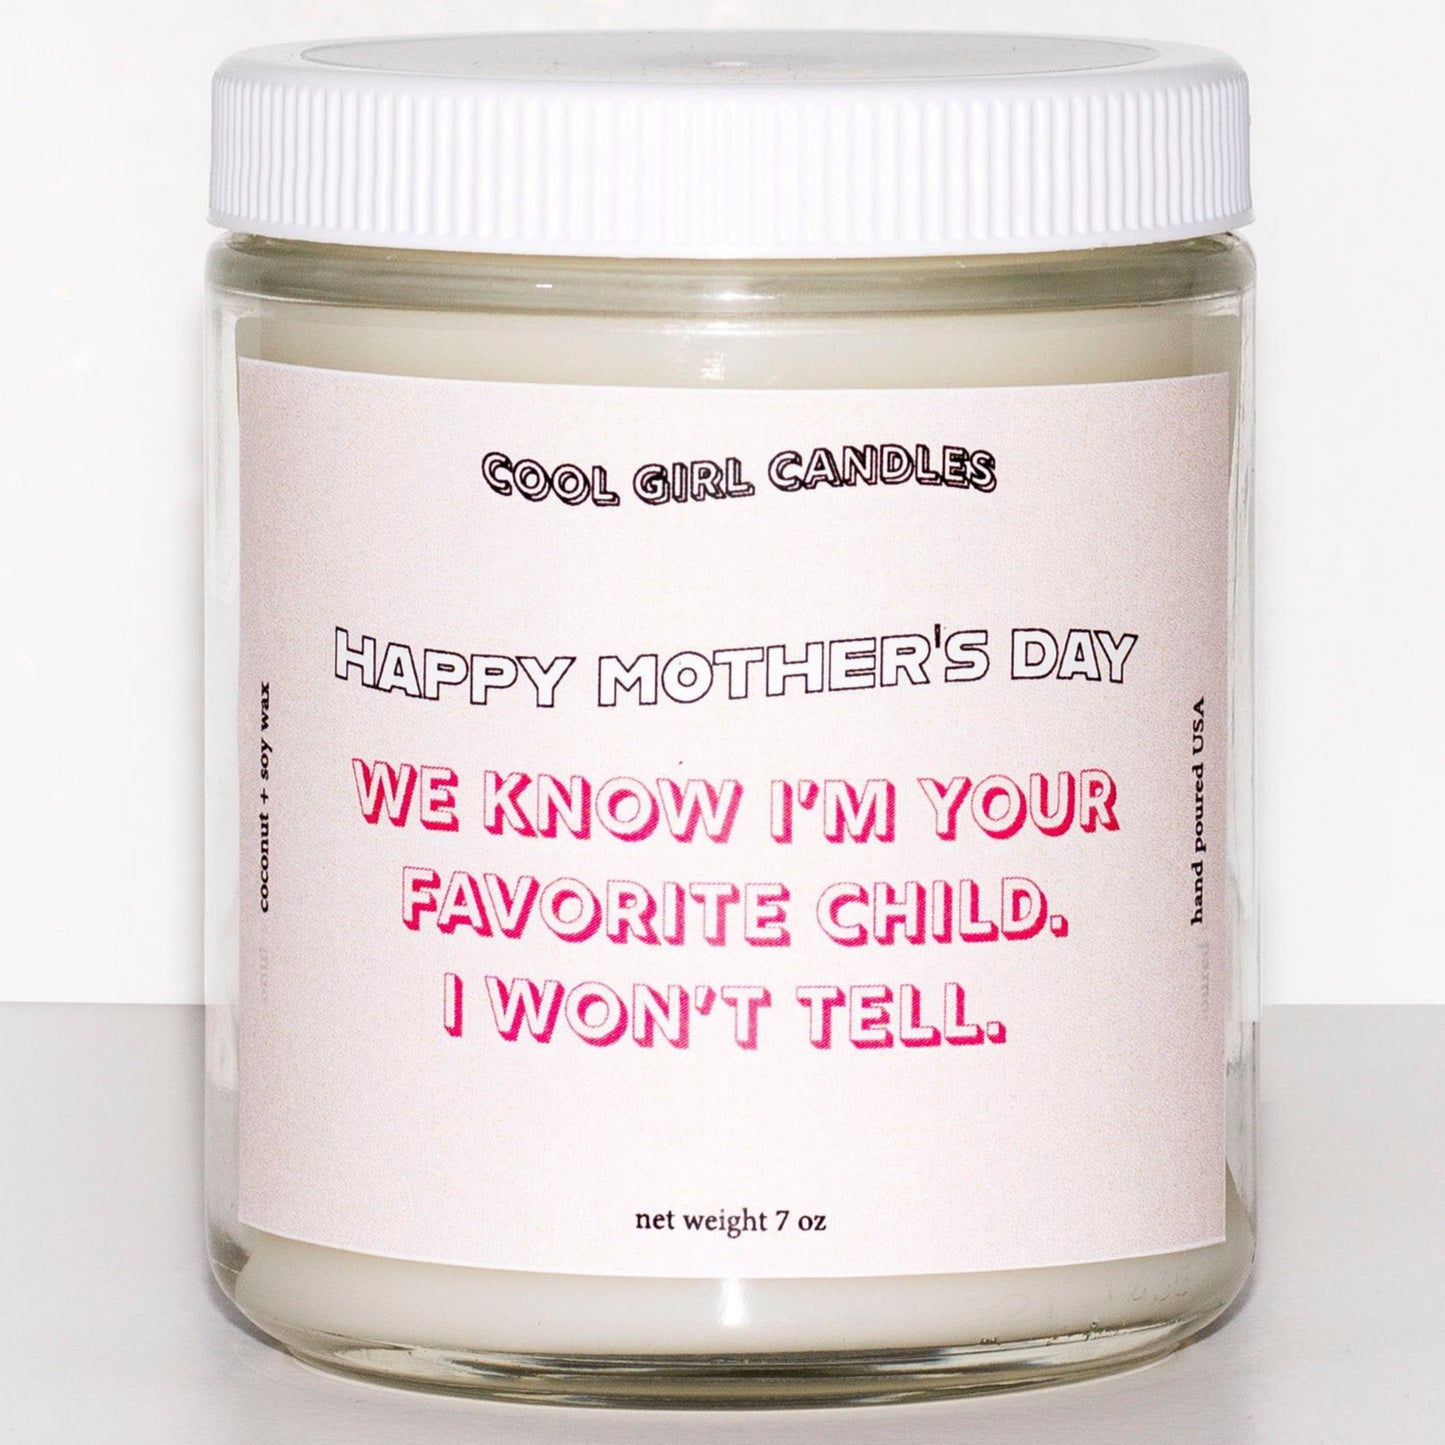 COOL GIRL CANDLES
HAPPY MOTHER'S DAY
WE KNOW I'M YOUR
FAVORITE CHILD.
I WON'T TELL.
coconut + soy wax
hand poured USA
net weight 7 oz